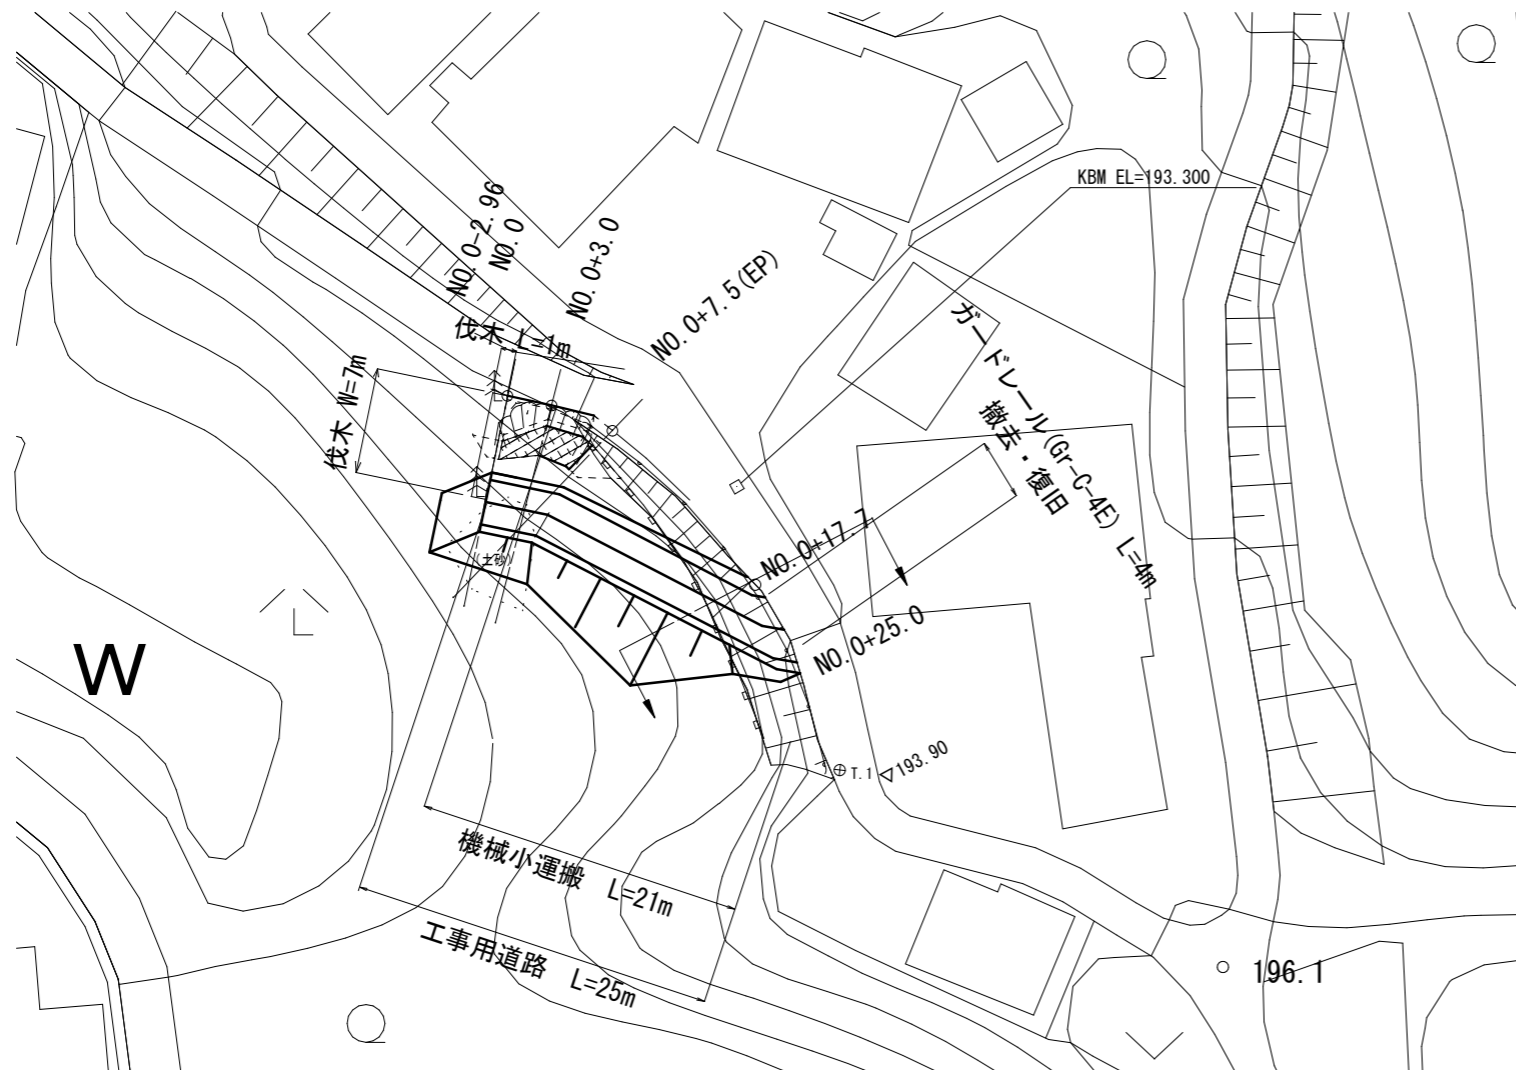 KBM EL=193.300
NO.0-2.96
NO.0
NO.0+3.0
NO.0+7.5(EP)
伐木 L=1m
伐木 W=7m
ガードレール(Gr-C-4E) L=4m
撤去・復旧
NO.0+17.7
NO.0+25.0
W
T.1
193.90
機械小運搬 L=21m
工事用道路 L=25m
196.1